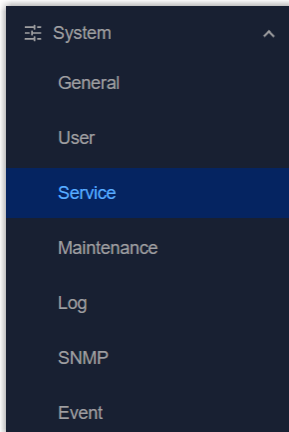 System
General
User
Service
Maintenance
Log
SNMP
Event